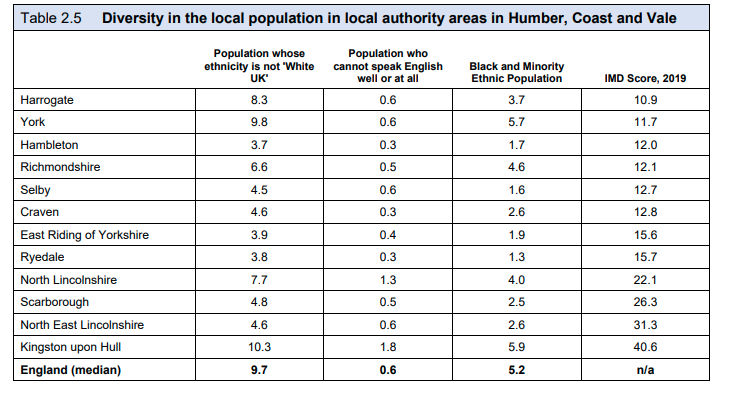 Table 2.5 Diversity in the local population in local authority areas in Humber, Coast and Vale
Population whose ethnicity is not 'White UK' Population who cannot speak English well or at all Black and Minority Ethnic Population IMD Score, 2019
Harrogate 8.3 0.6 3.7 10.9
York 9.8 0.6 5.7 11.7
Hambleton 3.7 0.3 1.7 12.0
Richmondshire 6.6 0.5 4.6 12.1
Selby 4.5 0.6 1.6 12.7
Craven 4.6 0.3 2.6 12.8
East Riding of Yorkshire 3.9 0.4 1.9 15.6
Ryedale 3.8 0.3 1.3 15.7
North Lincolnshire 7.7 1.3 4.0 22.1
Scarborough 4.8 0.5 2.5 26.3
North East Lincolnshire 4.6 0.6 2.6 31.3
Kingston upon Hull 10.3 1.8 5.9 40.6
England (median) 9.7 0.6 5.2 n/a